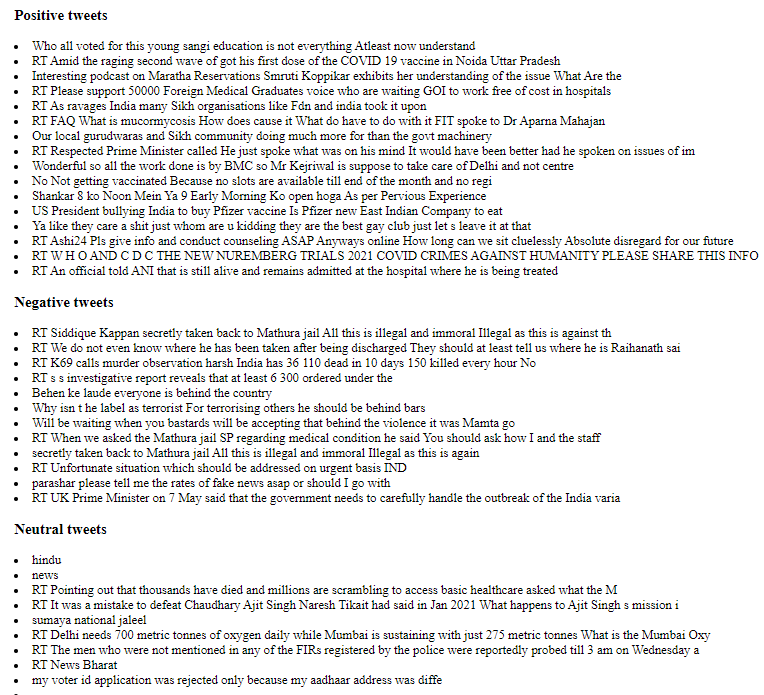 Positive tweets
Who all voted for this young sangi education is not everything Atleast now understand
RT Amid the raging second wave of got his first dose of the COVID 19 vaccine in Noida Uttar Pradesh
Interesting podcast on Maratha Reservations Smruti Koppikar exhibits her understanding of the issue What Are the
RT Please support 50000 Foreign Medical Graduates voice who are waiting GOI to work free of cost in hospitals
RT As ravages India many Sikh organisations like Fdn and india took it upon
RT FAQ What is mucormycosis How does cause it What do have to do with it FIT spoke to Dr Aparna Mahajan
Our local gurudwaras and Sikh community doing much more for than the govt machinery
RT Respected Prime Minister called He just spoke what was on his mind It would have been better had he spoken on issues of im
Wonderful so all the work done is by BMC so Mr Kejriwal is suppose to take care of Delhi and not centre
No Not getting vaccinated Because no slots are available till end of the month and no regi
Shankar 8 ko Noon Mein Ya 9 Early Morning Ko open hoga As per Pervious Experience
US President bullying India to buy Pfizer vaccine Is Pfizer new East Indian Company to eat
Ya like they care a shit just whom are u kidding they are the best gay club just let s leave it at that
RT Ashi24 Pls give info and conduct counseling ASAP Anyways online How long can we sit cluelessly Absolute disregard for our future
RT W H O AND C D C THE NEW NUREMBERG TRIALS 2021 COVID CRIMES AGAINST HUMANITY PLEASE SHARE THIS INFO
RT An official told ANI that is still alive and remains admitted at the hospital where he is being treated
Negative tweets
RT Siddique Kappan secretly taken back to Mathura jail All this is illegal and immoral Illegal as this is against th
RT We do not even know where he has been taken after being discharged They should at least tell us where he is Raihanath sai
RT K69 calls murder observation harsh India has 36 110 dead in 10 days 150 killed every hour No
RT s s investigative report reveals that at least 6 300 ordered under the
Behen ke laude everyone is behind the country
Why isn t he label as terrorist For terrorising others he should be behind bars
Will be waiting when you bastards will be accepting that behind the violence it was Mamta go
RT When we asked the Mathura jail SP regarding medical condition he said You should ask how I and the staff
secretly taken back to Mathura jail All this is illegal and immoral Illegal as this is again
RT Unfortunate situation which should be addressed on urgent basis IND
parashar please tell me the rates of fake news asap or should I go with
RT UK Prime Minister on 7 May said that the government needs to carefully handle the outbreak of the India varia
Neutral tweets
hindu
news
RT Pointing out that thousands have died and millions are scrambling to access basic healthcare asked what the M
RT It was a mistake to defeat Chaudhary Ajit Singh Naresh Tikait had said in Jan 2021 What happens to Ajit Singh s mission i
sumaya national jaleel
RT Delhi needs 700 metric tonnes of oxygen daily while Mumbai is sustaining with just 275 metric tonnes What is the Mumbai Oxy
RT The men who were not mentioned in any of the FIRs registered by the police were reportedly probed till 3 am on Wednesday a
RT News Bharat
my voter id application was rejected only because my aadhaar address was diffe